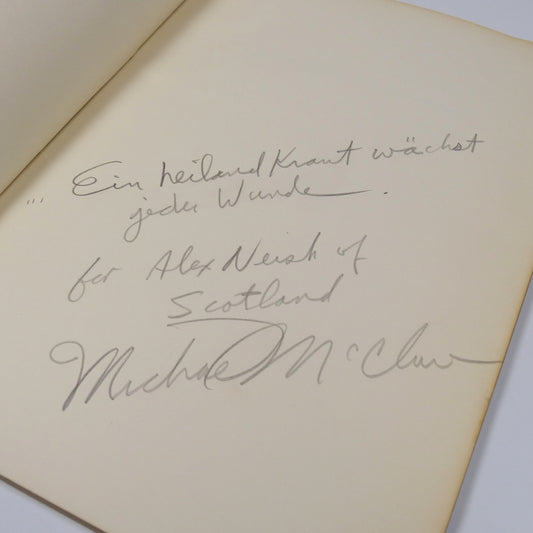 ... Ein heiland Kraut wächst
jeder Wunde.
for Alex Neish of
Scotland
Michael McClure